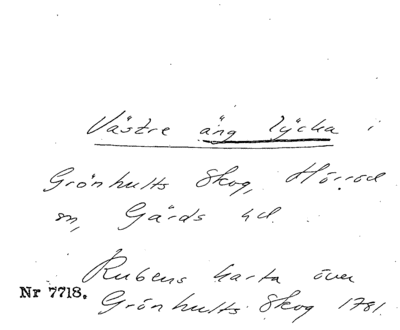 Västre äng lycka i
Grönhults Skog, Hörröd
sn, Gärds hd.
Rubens karta över
Nr 7718. Grönhults Skog 1781.